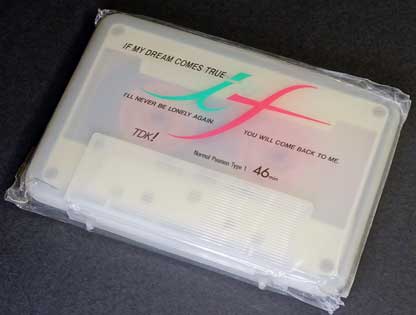 IF MY DREAM COMES TRUE
if
I'LL NEVER BE LONELY AGAIN.
YOU WILL COME BACK TO ME.
TDK!
Normal Position Type I 46min